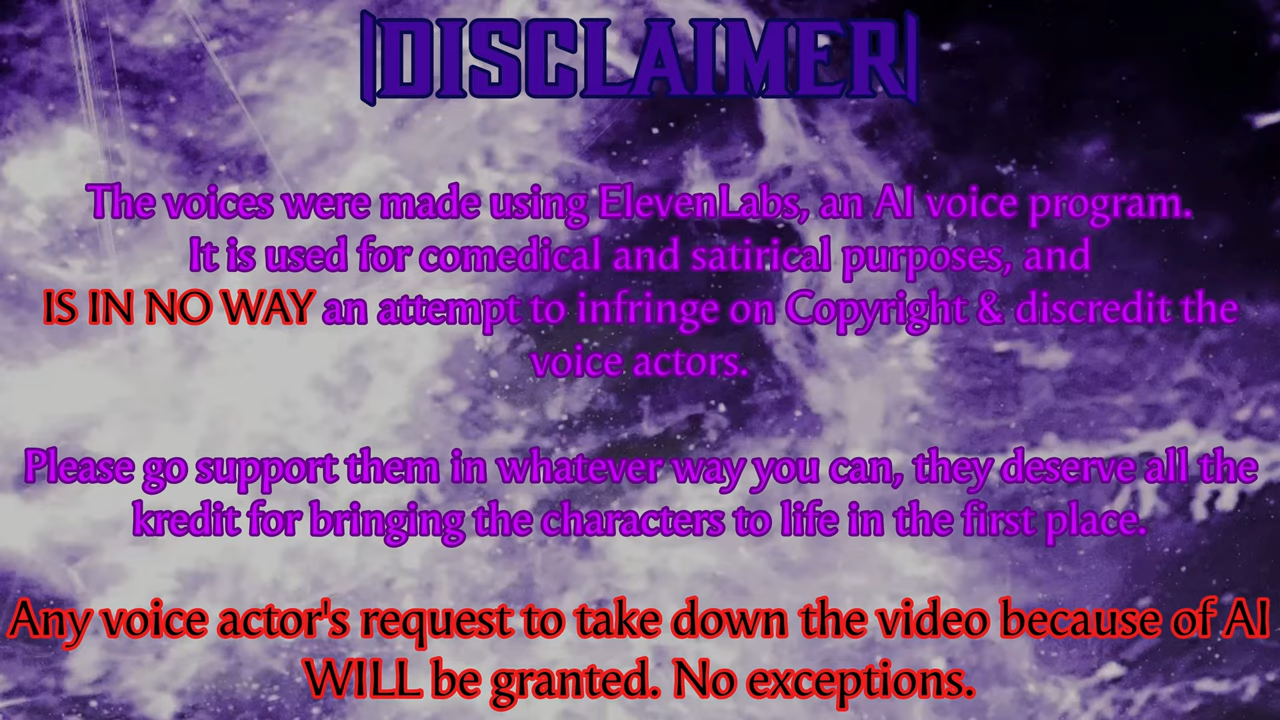 |DISCLAIMER|
The voices were made using ElevenLabs, an AI voice program.
It is used for comedical and satirical purposes, and
IS IN NO WAY an attempt to infringe on Copyright & discredit the
voice actors.
Please go support them in whatever way you can, they deserve all the
kredit for bringing the characters to life in the first place.
Any voice actor's request to take down the video because of AI
WILL be granted. No exceptions.